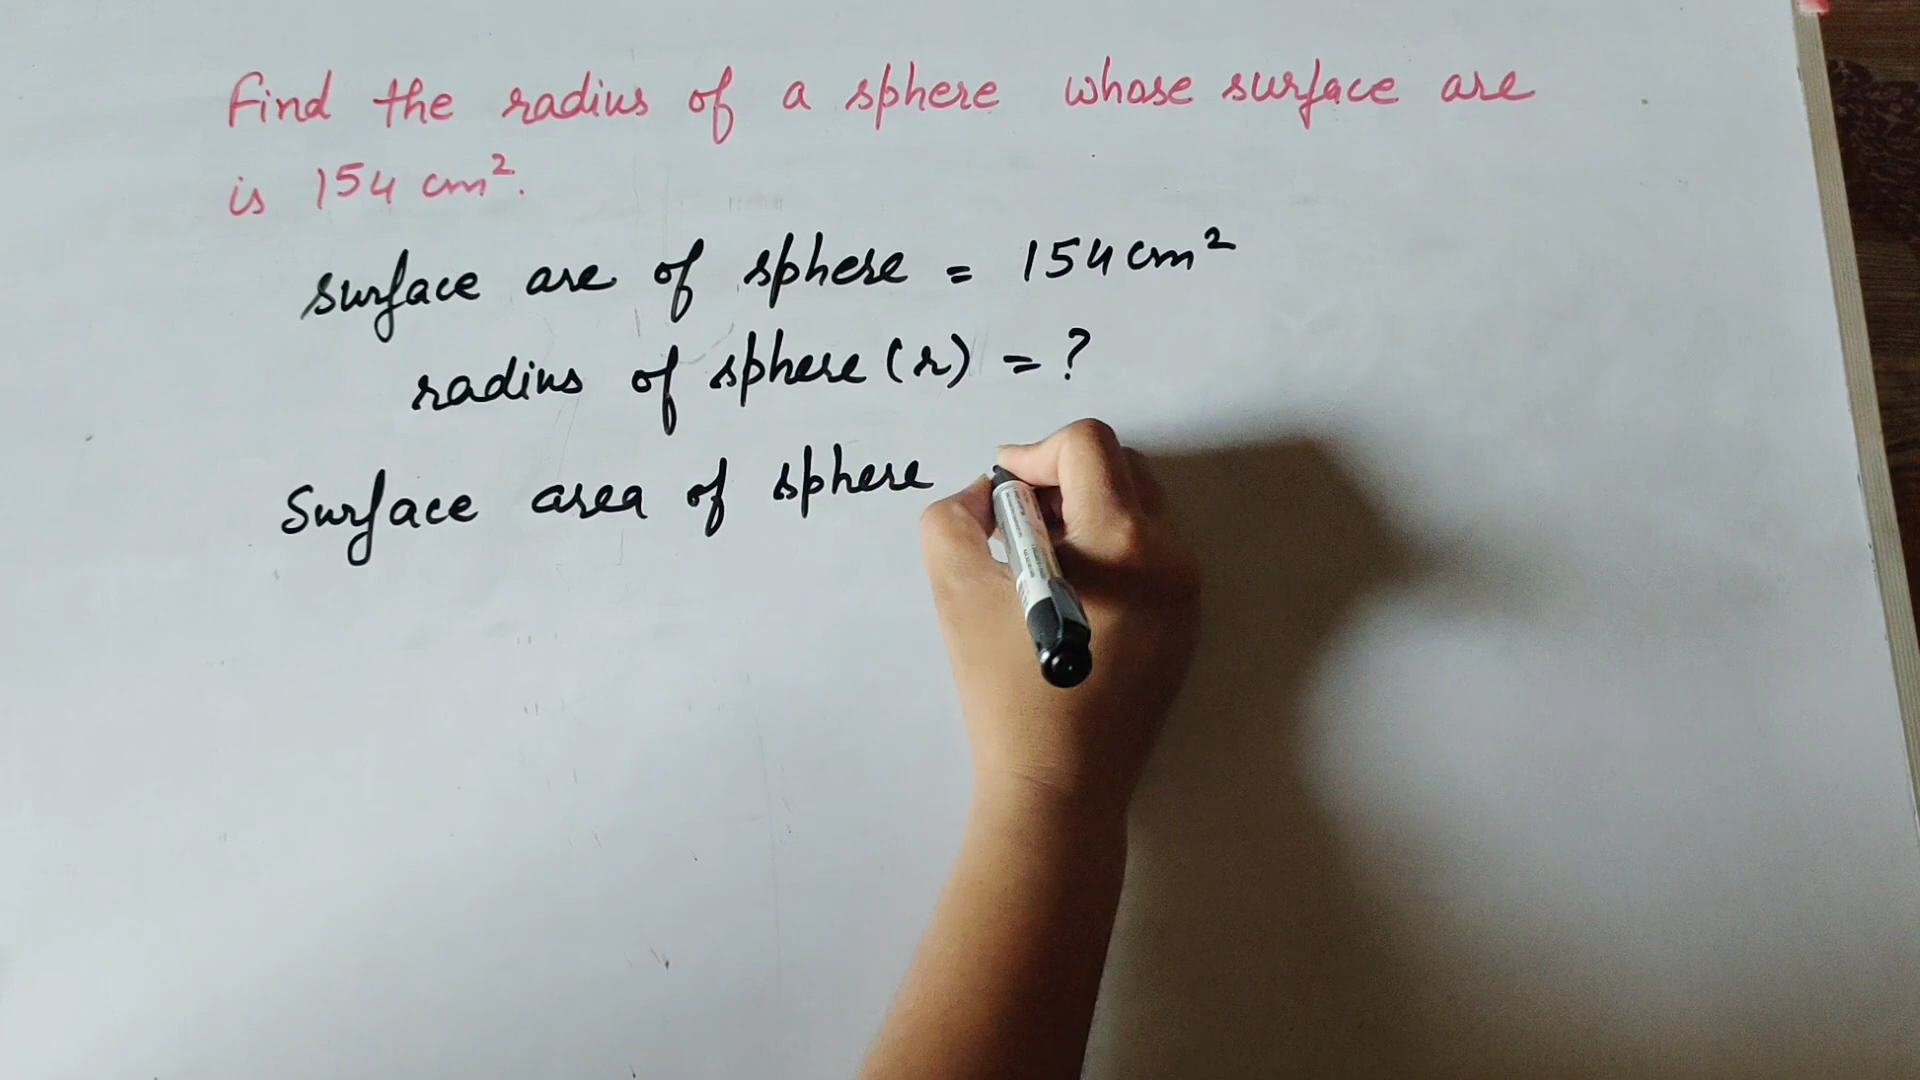 Find the radius of a sphere whose surface are
is 154 cm².
surface are of sphere = 154 cm²
radius of sphere (r) = ?
Surface area of sphere